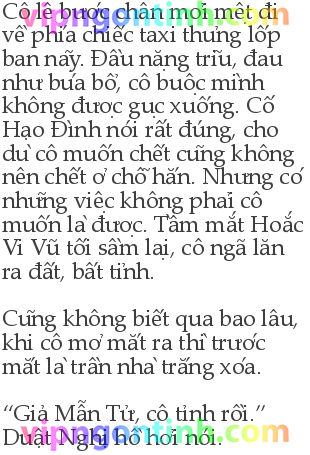 Cô lê bước chân mỏi mệt đi
về phía chiếc taxi thủng lốp
ban nãy. Đầu nặng trĩu, đau
như búa bổ, cô buộc mình
không được gục xuống. Cố
Hạo Đình nói rất đúng, cho
dù cô muốn chết cũng không
nên chết ở chỗ hắn. Nhưng có
những việc không phải cô
muốn là được. Tầm mắt Hoắc
Vi Vũ tối sầm lại, cô ngã lăn
ra đất, bất tỉnh.
Cũng không biết qua bao lâu,
khi cô mở mắt ra thì trước
mắt là trần nhà trắng xóa.
“Giả Mẫn Tử, cô tỉnh rồi.”
Duật Nghị hồ hởi nói.
vipngontinh.com
vipngontinh.com